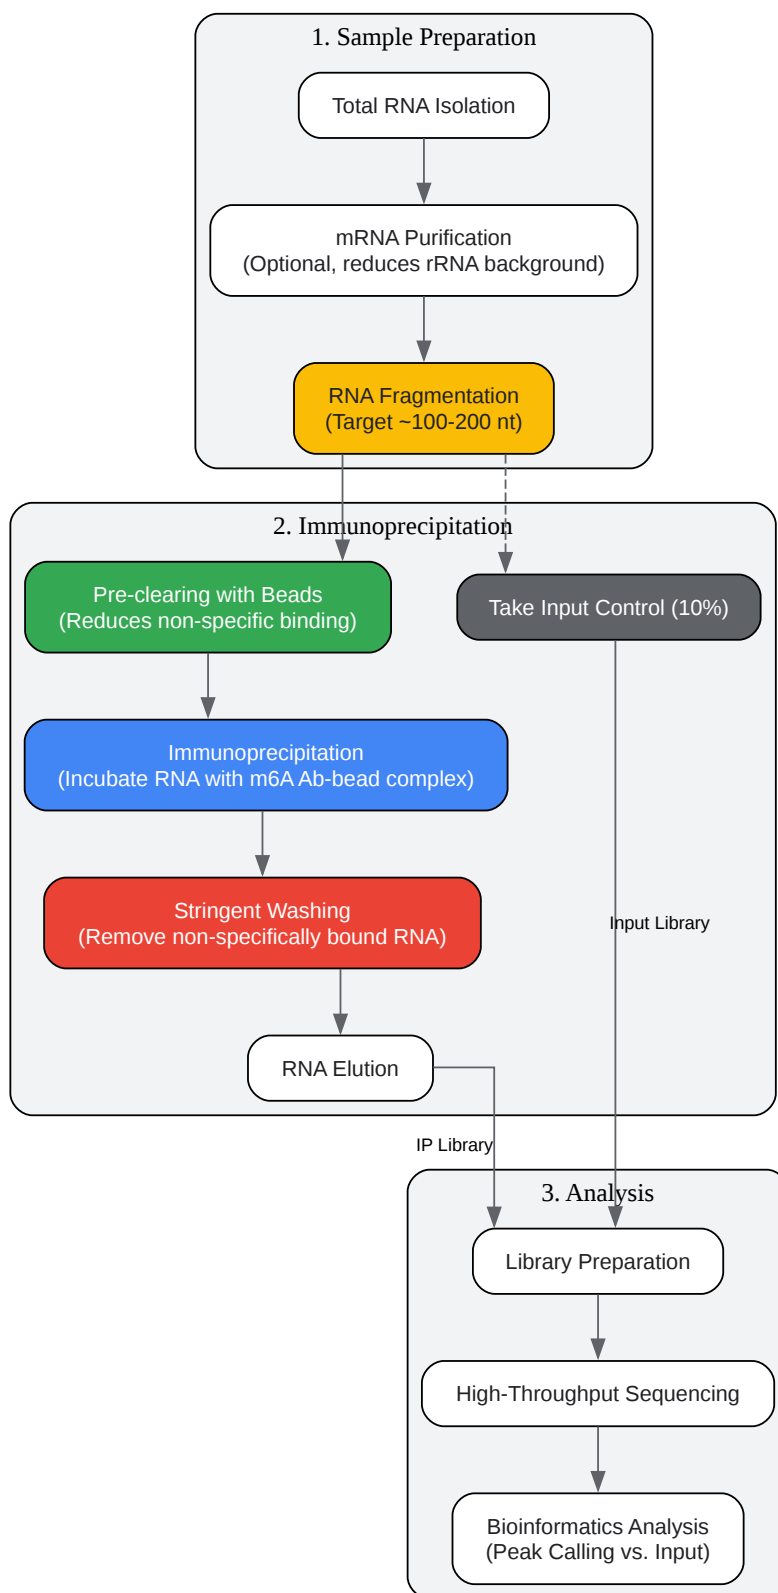 1. Sample Preparation
Total RNA Isolation
mRNA Purification
(Optional, reduces rRNA background)
RNA Fragmentation
(Target ~100-200 nt)
2. Immunoprecipitation
Pre-clearing with Beads
(Reduces non-specific binding)
Take Input Control (10%)
Immunoprecipitation
(Incubate RNA with m6A Ab-bead complex)
Stringent Washing
(Remove non-specifically bound RNA)
Input Library
RNA Elution
IP Library
3. Analysis
Library Preparation
High-Throughput Sequencing
Bioinformatics Analysis
(Peak Calling vs. Input)